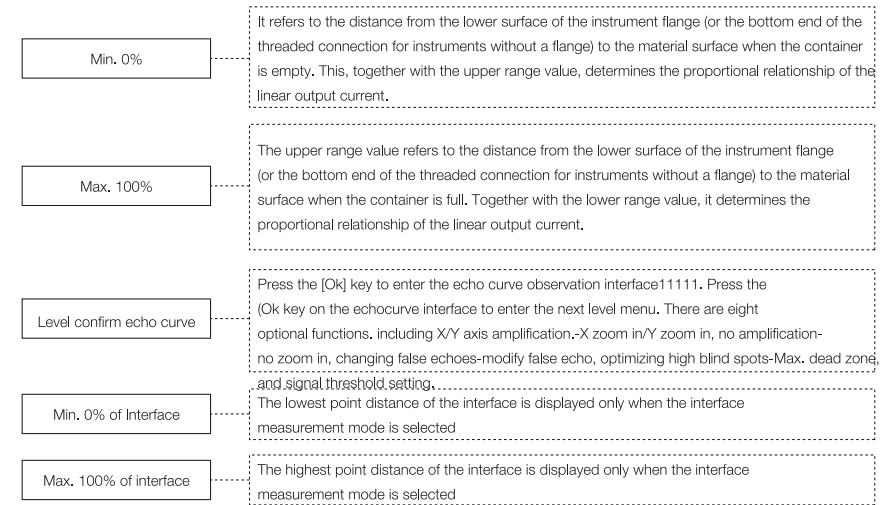 Min. 0%
It refers to the distance from the lower surface of the instrument flange (or the bottom end of the
threaded connection for instruments without a flange) to the material surface when the container
is empty. This, together with the upper range value, determines the proportional relationship of the
linear output current.
Max. 100%
The upper range value refers to the distance from the lower surface of the instrument flange
(or the bottom end of the threaded connection for instruments without a flange) to the material
surface when the container is full. Together with the lower range value, it determines the
proportional relationship of the linear output current.
Level confirm echo curve
Press the [Ok] key to enter the echo curve observation interface11111. Press the
(Ok key on the echocurve interface to enter the next level menu. There are eight
optional functions. including X/Y axis amplification.-X zoom in/Y zoom in, no amplification-
no zoom in, changing false echoes-modify false echo, optimizing high blind spots-Max. dead zone,
and signal threshold setting.
Min. 0% of Interface
The lowest point distance of the interface is displayed only when the interface
measurement mode is selected
Max. 100% of interface
The highest point distance of the interface is displayed only when the interface
measurement mode is selected